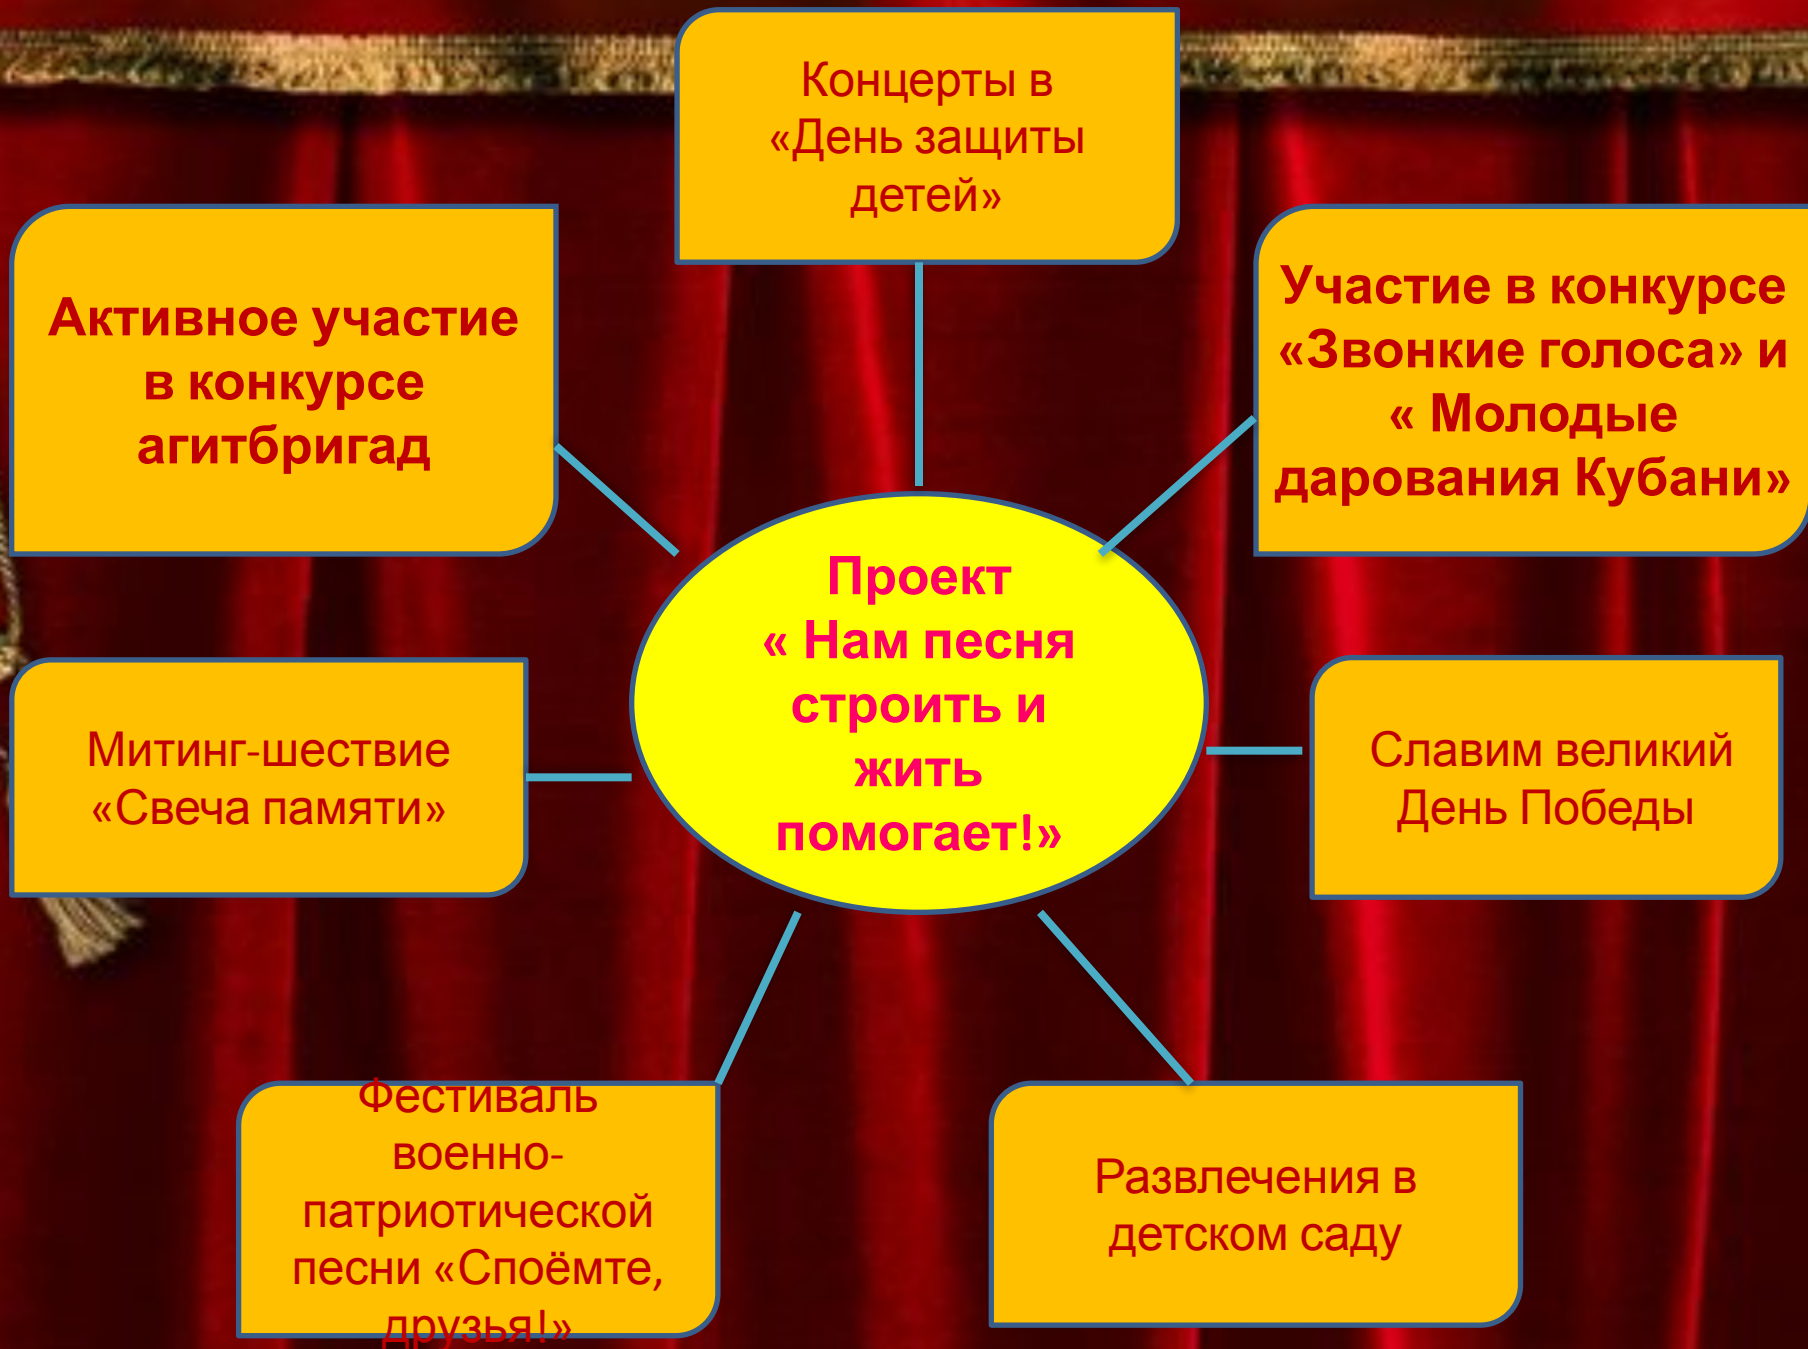 Концерты в
«День защиты
детей»
Активное участие
в конкурсе
агитбригад
Участие в конкурсе
«Звонкие голоса» и
« Молодые
дарования Кубани»
Проект
« Нам песня
строить и
жить
помогает!»
Митинг-шествие
«Свеча памяти»
Славим великий
День Победы
Фестиваль
военно-
патриотической
песни «Споёмте,
друзья!»
Развлечения в
детском саду